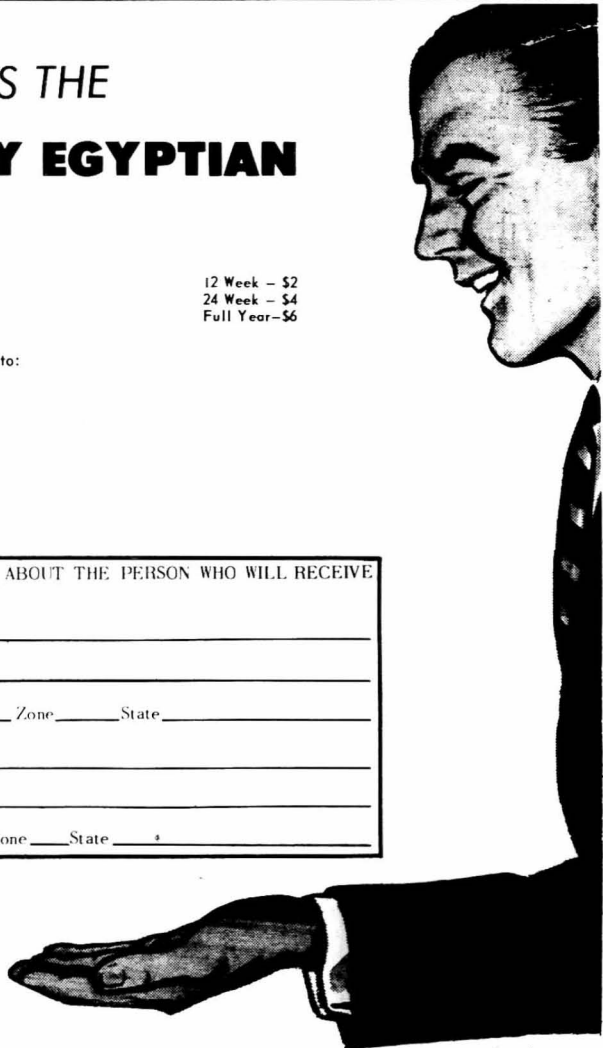 S THE
Y EGYPTIAN
12 Week – $2
24 Week – $4
Full Year–$6
to:
ABOUT THE PERSON WHO WILL RECEIVE
Zone State
one State